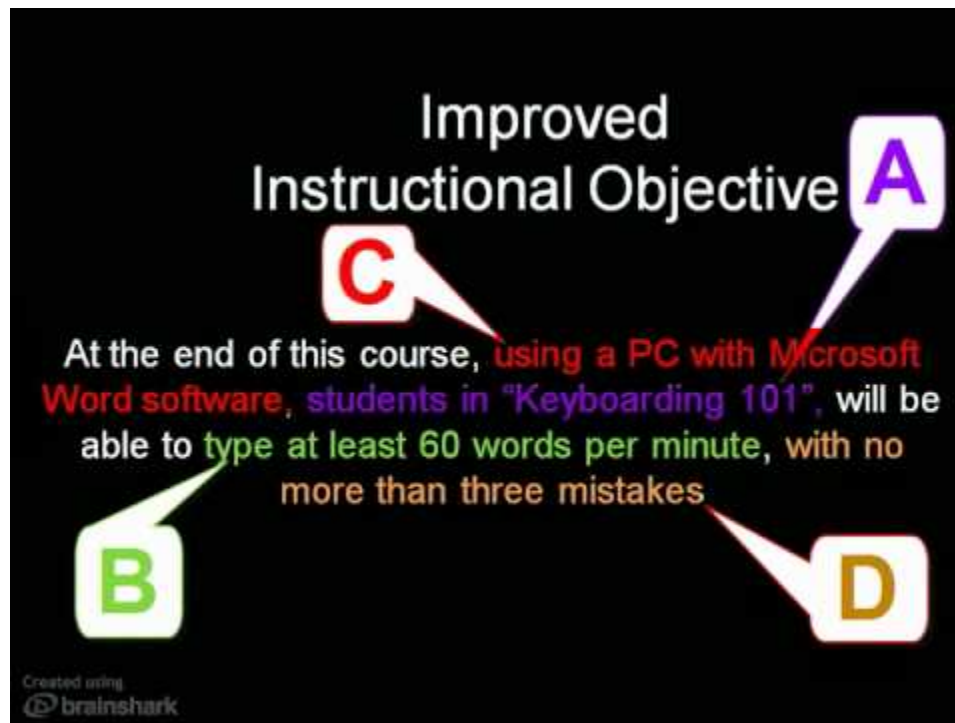 Improved
Instructional Objective
A
C
At the end of this course, using a PC with Microsoft
Word software, students in “Keyboarding 101”, will be
able to type at least 60 words per minute, with no
more than three mistakes
B
D
Created using
brainshark